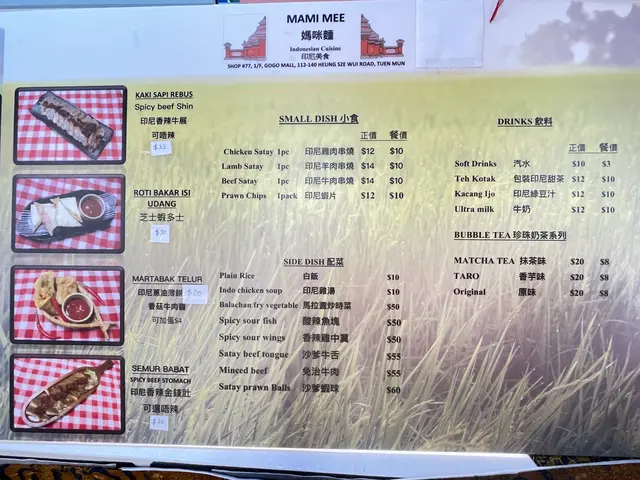 MAMI MEE
媽咪麵
Indonesian Cuisine
印尼美食
SHOP #77, 1/F, GOGO MALL, 112-140 HEUNG SZE WUI ROAD, TUEN MUN
KAKI SAPI REBUS
Spicy beef Shin
印尼香辣牛展
可唔辣
ROTI BAKAR ISI
UDANG
芝士蝦多士
MARTABAK TELUR
印尼蔥油薄餅
香菇牛肉醬
可加蛋$4
$20
SEMUR BABAT
SPICY BEEF STOMACH
印尼香辣金錢肚
可選唔辣
SMALL DISH 小食
正價 餐價
Chicken Satay 1pc 印尼雞肉串燒 $12 $10
Lamb Satay 1pc 印尼羊肉串燒 $14 $10
Beef Satay 1pc 印尼牛肉串燒 $14 $10
Prawn Chips 1pack 印尼蝦片 $12 $10
SIDE DISH 配菜
Plain Rice 白飯 $10
Indo chicken soup 印尼雞湯 $10
Balachan fry vegetable 馬拉盞炒時菜 $50
Spicy sour fish 酸辣魚塊 $50
Spicy sour wings 香辣雞中翼 $50
Satay beef tongue 沙爹牛舌 $55
Minced beef 免治牛肉 $55
Satay prawn Balls 沙爹蝦球 $60
DRINKS 飲料
正價 餐價
Soft Drinks 汽水 $10 $3
Teh Kotak 包裝印尼甜茶 $12 $10
Kacang Ijo 印尼綠豆汁 $12 $10
Ultra milk 牛奶 $12 $10
BUBBLE TEA 珍珠奶茶系列
MATCHA TEA 抹茶味 $20 $8
TARO 香芋味 $20 $8
Original 原味 $20 $8